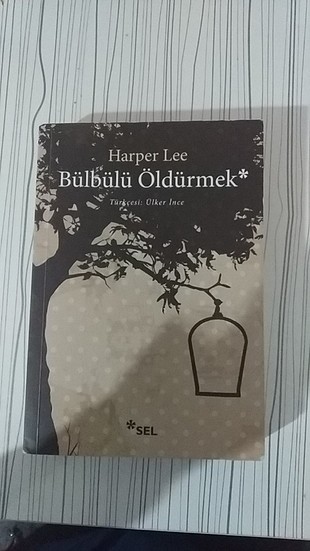 Harper Lee
Bülbülü Öldürmek*
Türkçesi: Ülker İnce
*SEL